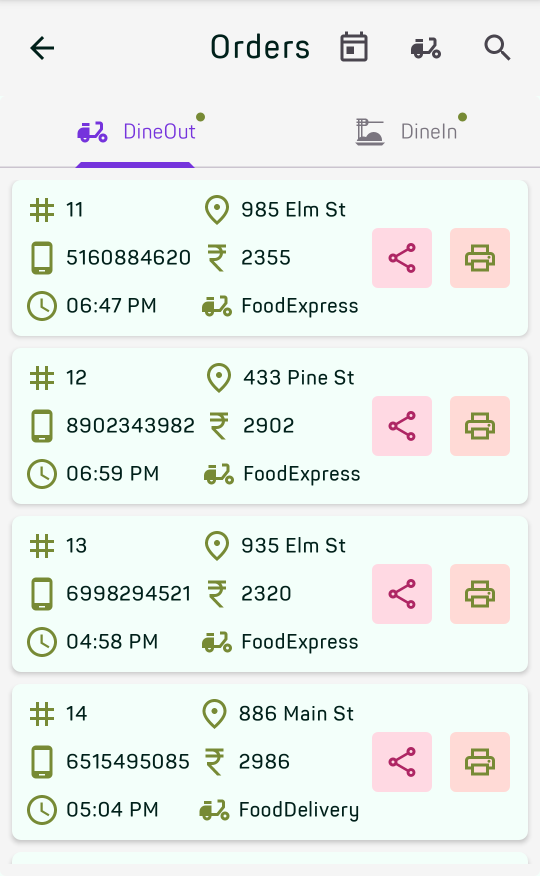 Orders
DineOut DineIn
# 11 985 Elm St
5160884620 ₹ 2355
06:47 PM FoodExpress
# 12 433 Pine St
8902343982 ₹ 2902
06:59 PM FoodExpress
# 13 935 Elm St
6998294521 ₹ 2320
04:58 PM FoodExpress
# 14 886 Main St
6515495085 ₹ 2986
05:04 PM FoodDelivery